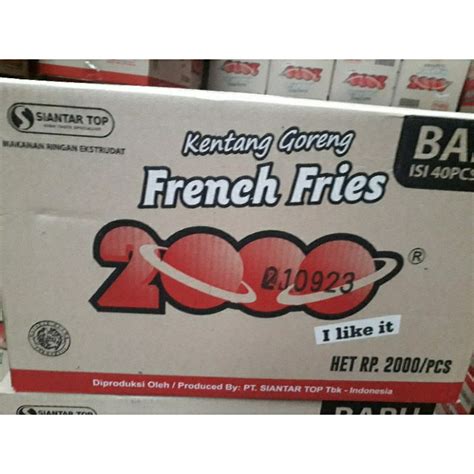 SIANTAR TOP
MAKANAN RINGAN EKSTRUDAT
Kentang Goreng
French Fries
2000
®
210923
I like it
ISI 40PCS
HET RP. 2000/PCS
Diproduksi Oleh / Produced By: PT. SIANTAR TOP Tbk - Indonesia
SIANTAR TOP
BARU